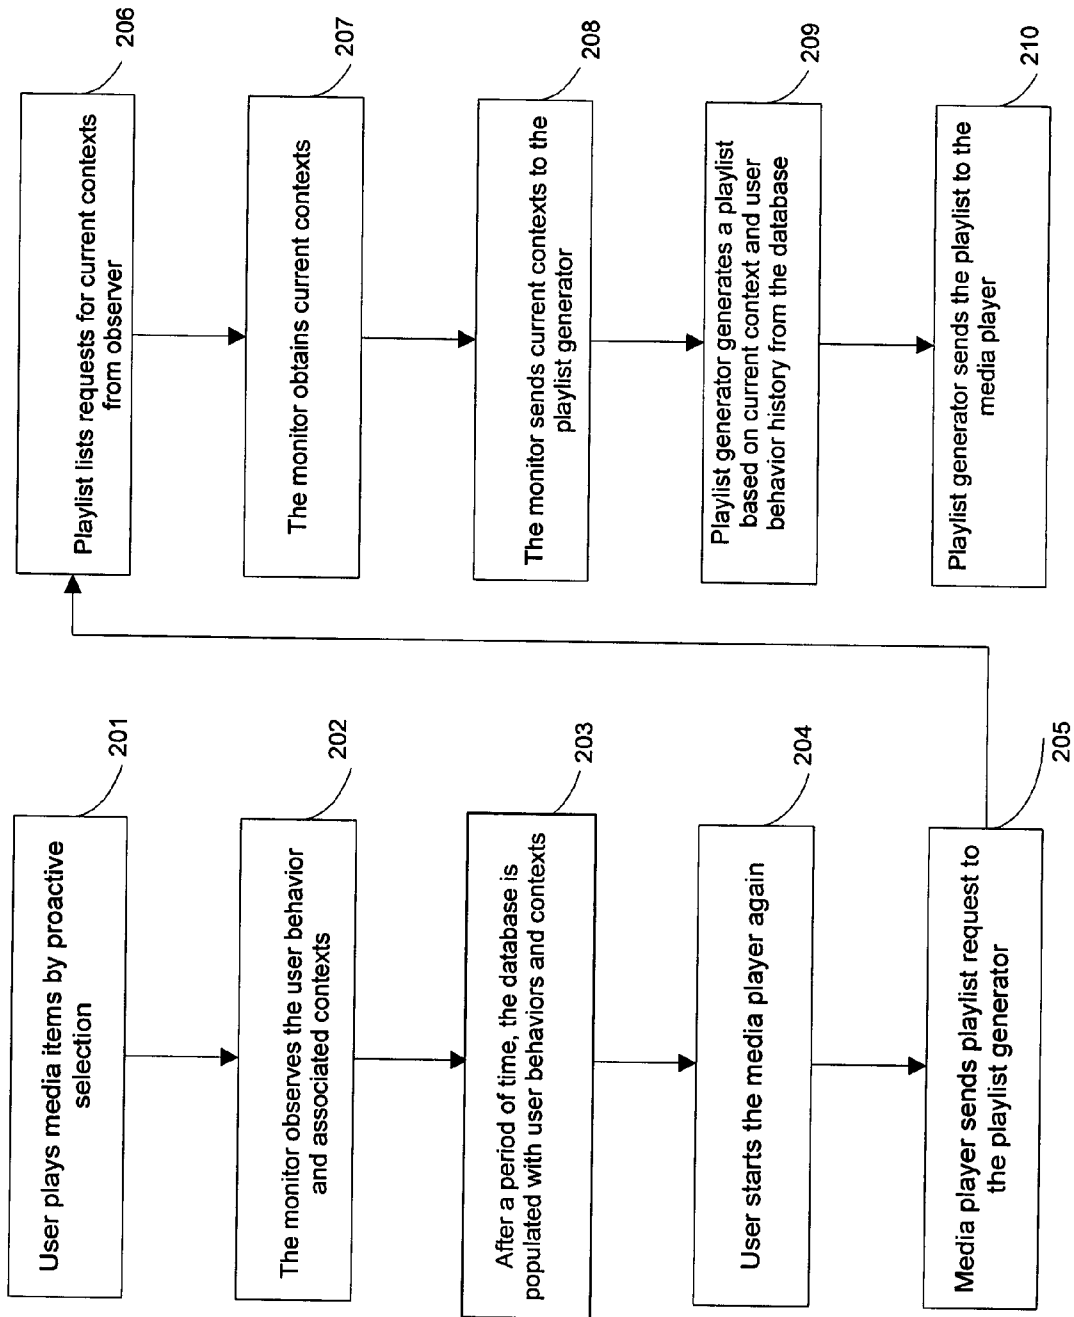 User plays media items by proactive
selection
201
The monitor observes the user behavior
and associated contexts
202
After a period of time, the database is
populated with user behaviors and contexts
203
User starts the media player again
204
Media player sends playlist request to
the playlist generator
205
Playlist lists requests for current contexts
from observer
206
The monitor obtains current contexts
207
The monitor sends current contexts to the
playlist generator
208
Playlist generator generates a playlist
based on current context and user
behavior history from the database
209
Playlist generator sends the playlist to the
media player
210